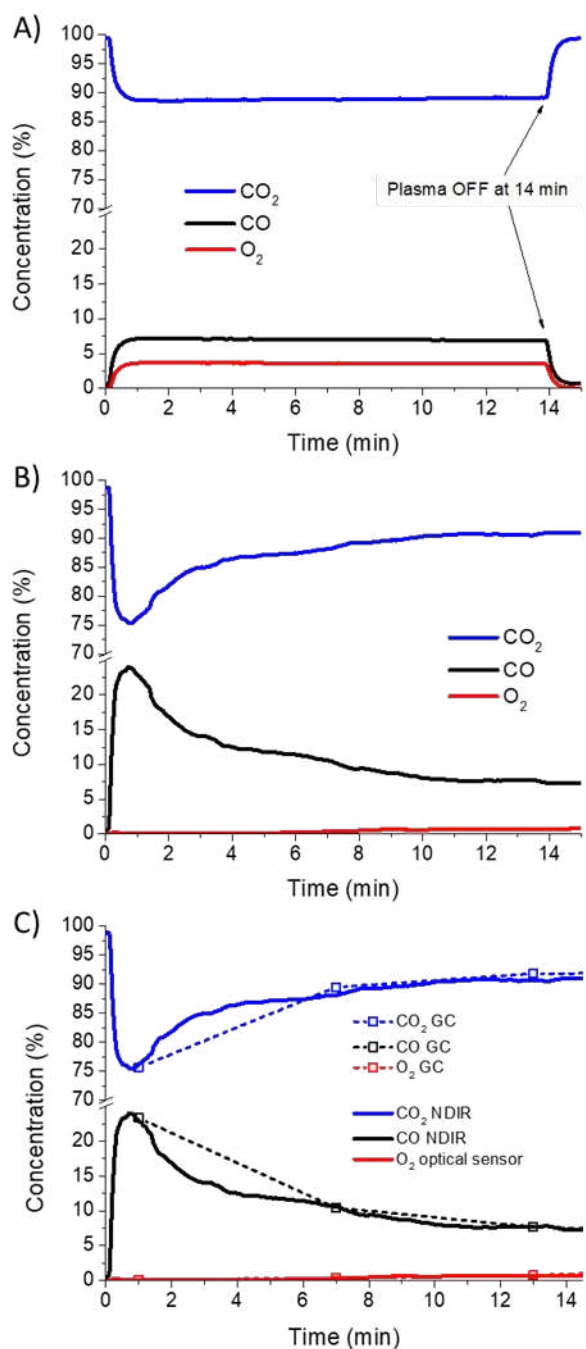 A)
Concentration (%)
100
95
90
85
80
75
70
20
15
10
5
0
CO₂
CO
O₂
Plasma OFF at 14 min
0 2 4 6 8 10 12 14
Time (min)
B)
Concentration (%)
100
95
90
85
80
75
70
20
15
10
5
0
CO₂
CO
O₂
0 2 4 6 8 10 12 14
Time (min)
C)
Concentration (%)
100
95
90
85
80
75
70
20
15
10
5
0
CO₂ GC
CO GC
O₂ GC
CO₂ NDIR
CO NDIR
O₂ optical sensor
0 2 4 6 8 10 12 14
Time (min)